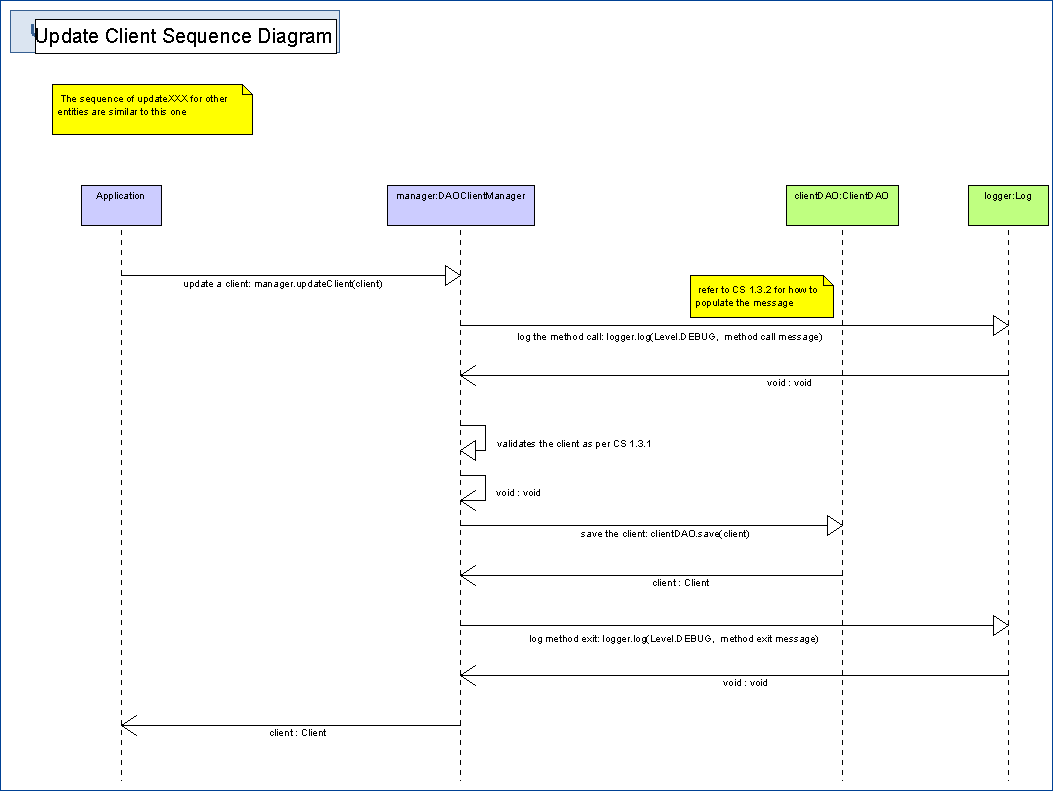 Update Client Sequence Diagram
The sequence of updateXXX for other
entities are similar to this one
Application
manager:DAOClientManager
clientDAO:ClientDAO
logger:Log
update a client: manager.updateClient(client)
refer to CS 1.3.2 for how to
populate the message
log the method call: logger.log(Level.DEBUG, method call message)
void : void
validates the client as per CS 1.3.1
void : void
save the client: clientDAO.save(client)
client : Client
log method exit: logger.log(Level.DEBUG, method exit message)
void : void
client : Client